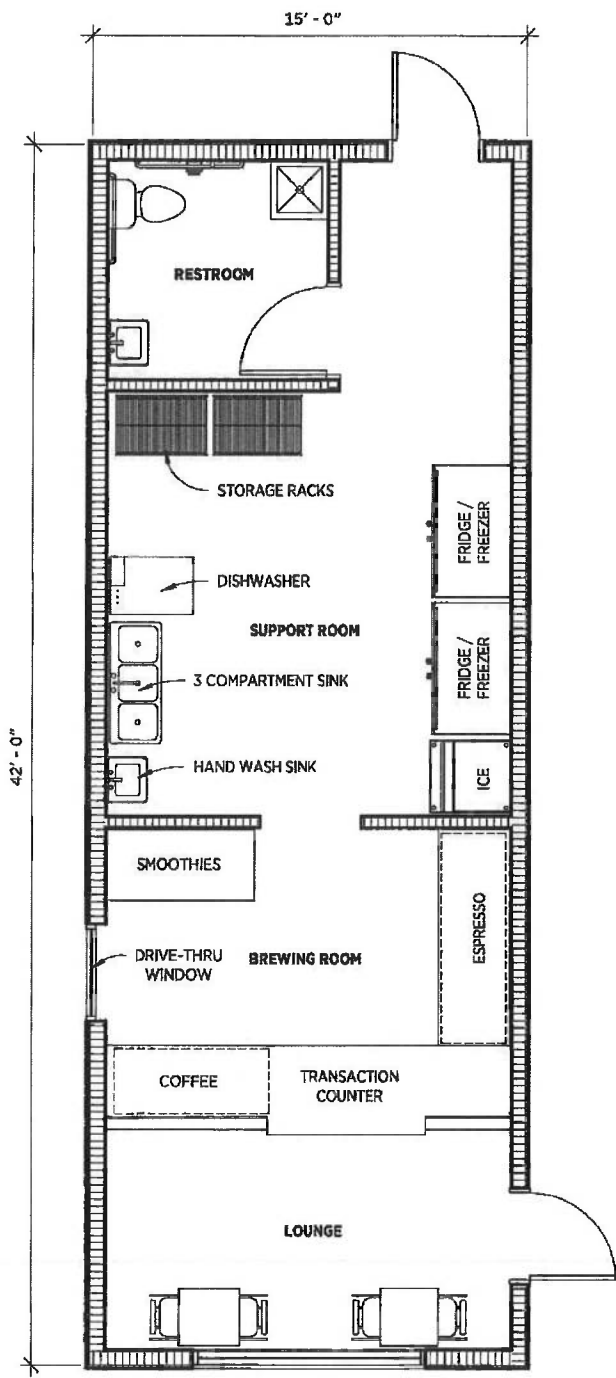 15' - 0"
RESTROOM
STORAGE RACKS
FRIDGE /
FREEZER
DISHWASHER
SUPPORT ROOM
FRIDGE /
FREEZER
3 COMPARTMENT SINK
42' - 0"
HAND WASH SINK
ICE
SMOOTHIES
ESPRESSO
DRIVE-THRU
WINDOW
BREWING ROOM
COFFEE
TRANSACTION
COUNTER
LOUNGE